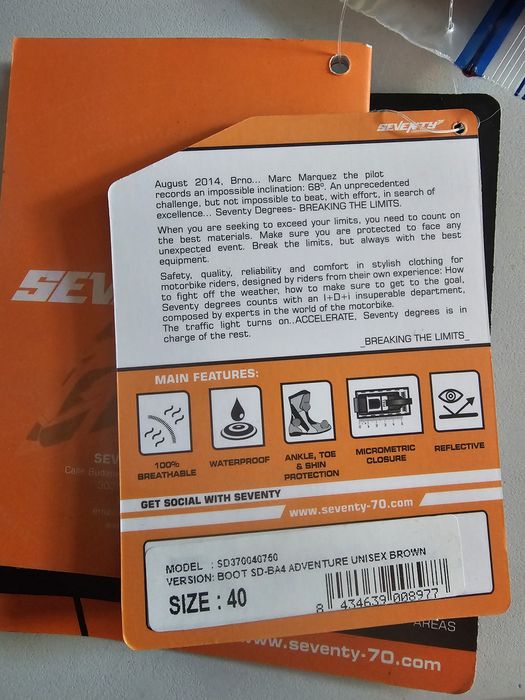 SEVENTY°
August 2014, Brno... Marc Marquez the pilot
records an impossible inclination: 68º. An unprecedented
challenge, but not impossible to beat, with effort, in search of
excellence... Seventy Degrees- BREAKING THE LIMITS.
When you are seeking to exceed your limits, you need to count on
the best materials. Make sure you are protected to face any
unexpected event. Break the limits, but always with the best
equipment.
Safety, quality, reliability and comfort in stylish clothing for
motorbike riders, designed by riders from their own experience: How
to fight off the weather, how to make sure to get to the goal,
Seventy degrees counts with an I+D+i insuperable department,
composed by experts in the world of the motorbike.
The traffic light turns on..ACCELERATE, Seventy degrees is in
charge of the rest.
_BREAKING THE LIMITS_
SEV
MAIN FEATURES:
100%
BREATHABLE
WATERPROOF
ANKLE, TOE
& SHIN
PROTECTION
MICROMETRIC
CLOSURE
REFLECTIVE
SEV
GET SOCIAL WITH SEVENTY
www.seventy-70.com
MODEL : SD370040760
VERSION: BOOT SD-BA4 ADVENTURE UNISEX BROWN
SIZE : 40
8 434639 008977
AREAS
www.seventy-70.com